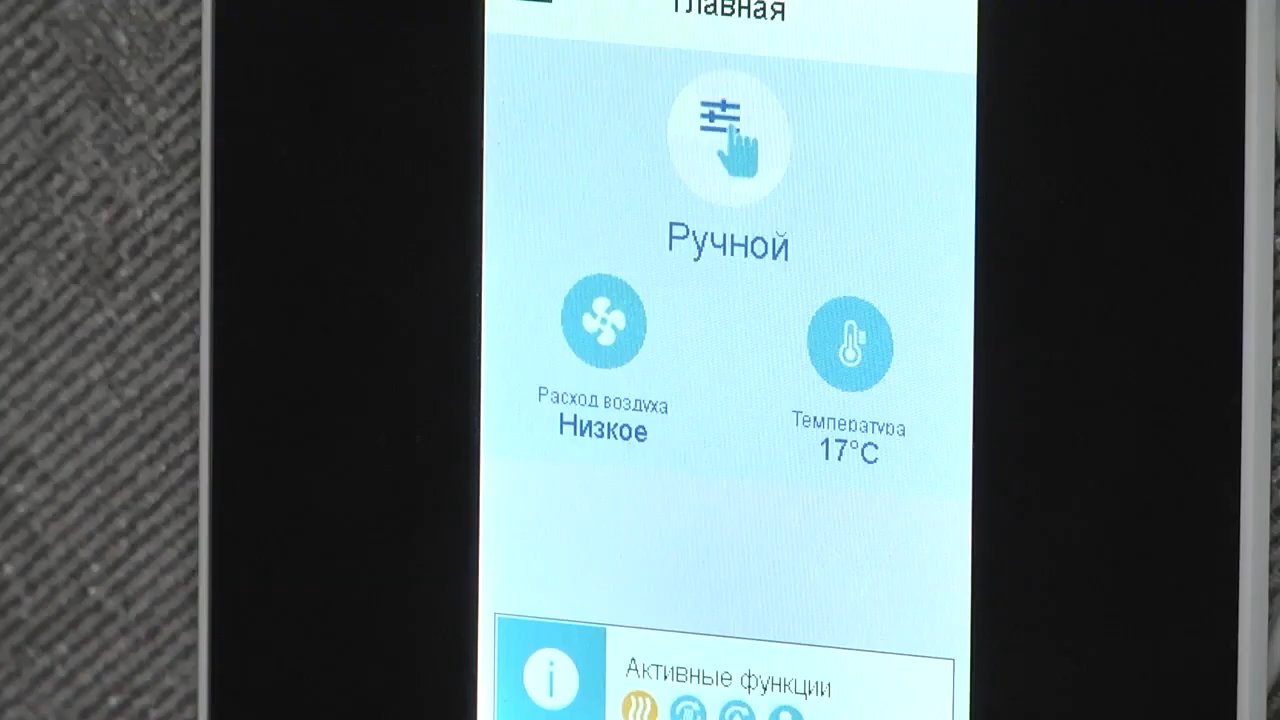 Главная
Ручной
Расход воздуха
Низкое
Температура
17°C
Активные функции